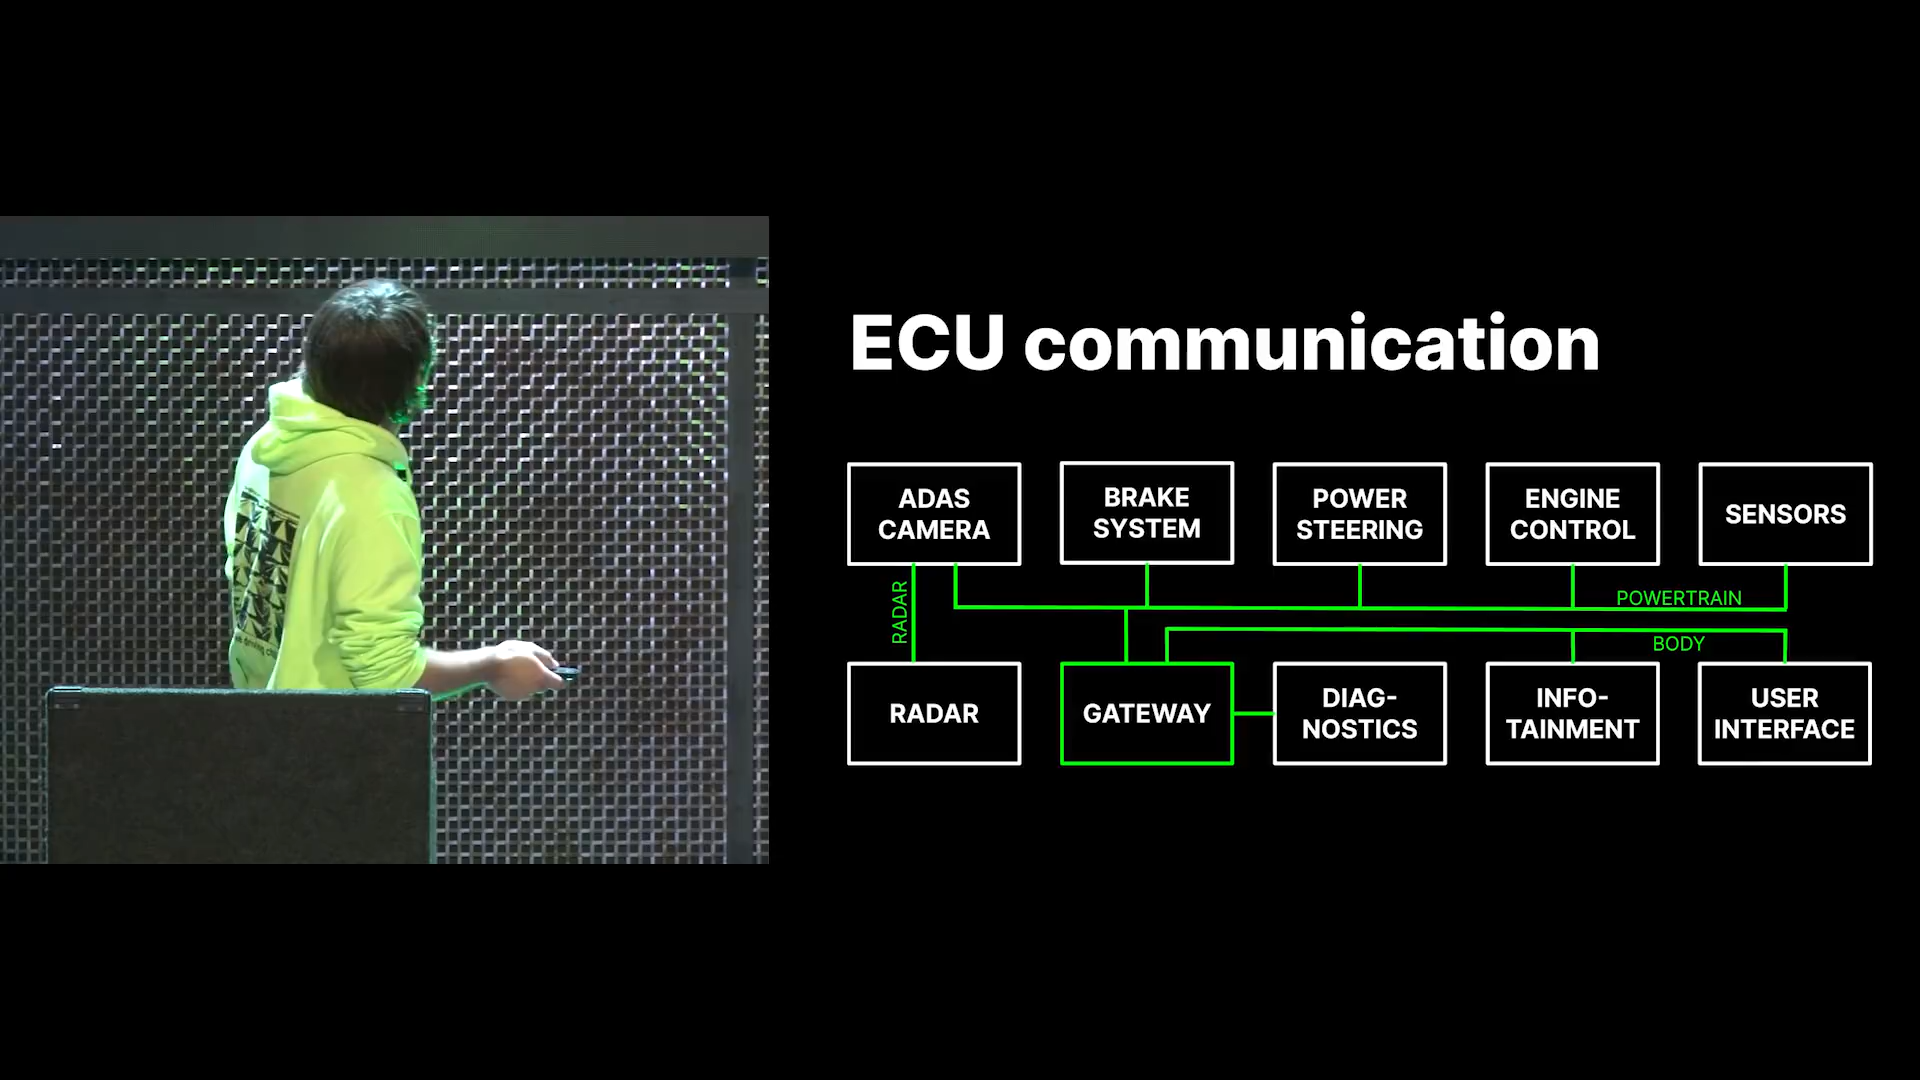 ECU communication
ADAS
CAMERA
BRAKE
SYSTEM
POWER
STEERING
ENGINE
CONTROL
SENSORS
RADAR
POWERTRAIN
BODY
RADAR
GATEWAY
DIAG-
NOSTICS
INFO-
TAINMENT
USER
INTERFACE